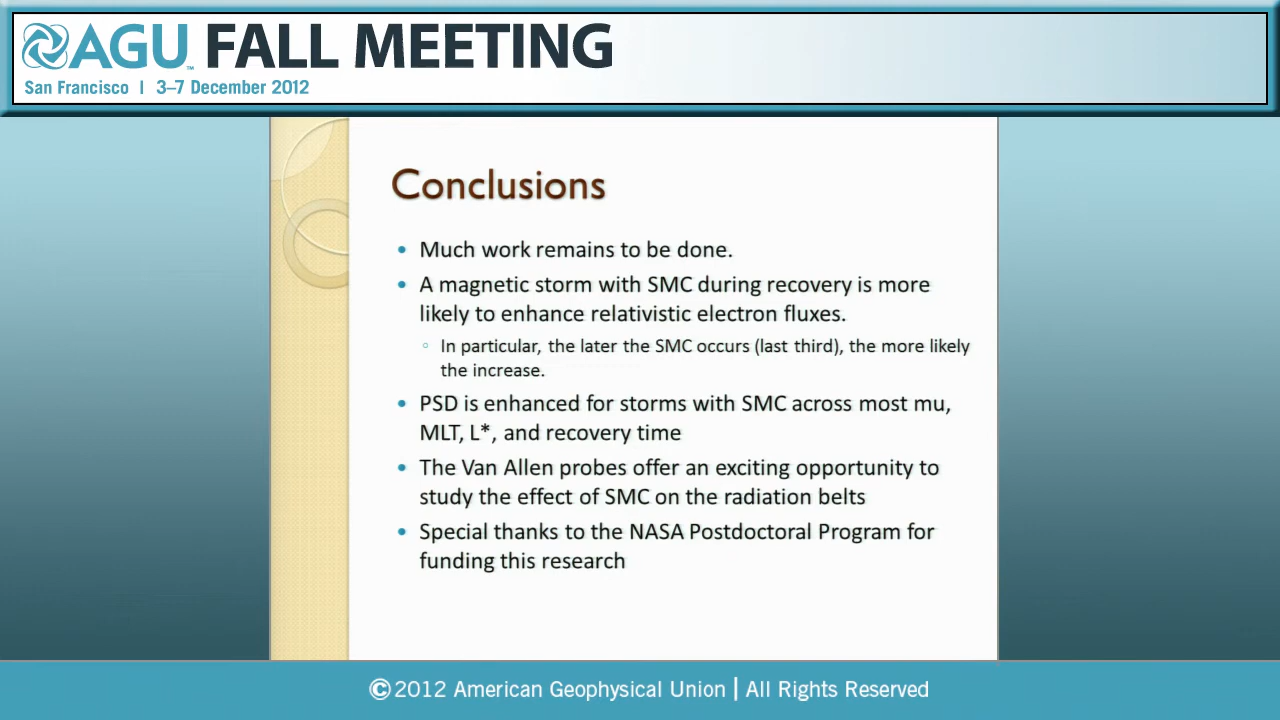 AGU™ FALL MEETING
San Francisco | 3–7 December 2012
Conclusions
• Much work remains to be done.
• A magnetic storm with SMC during recovery is more
likely to enhance relativistic electron fluxes.
◦ In particular, the later the SMC occurs (last third), the more likely
the increase.
• PSD is enhanced for storms with SMC across most mu,
MLT, L*, and recovery time
• The Van Allen probes offer an exciting opportunity to
study the effect of SMC on the radiation belts
• Special thanks to the NASA Postdoctoral Program for
funding this research
©2012 American Geophysical Union | All Rights Reserved